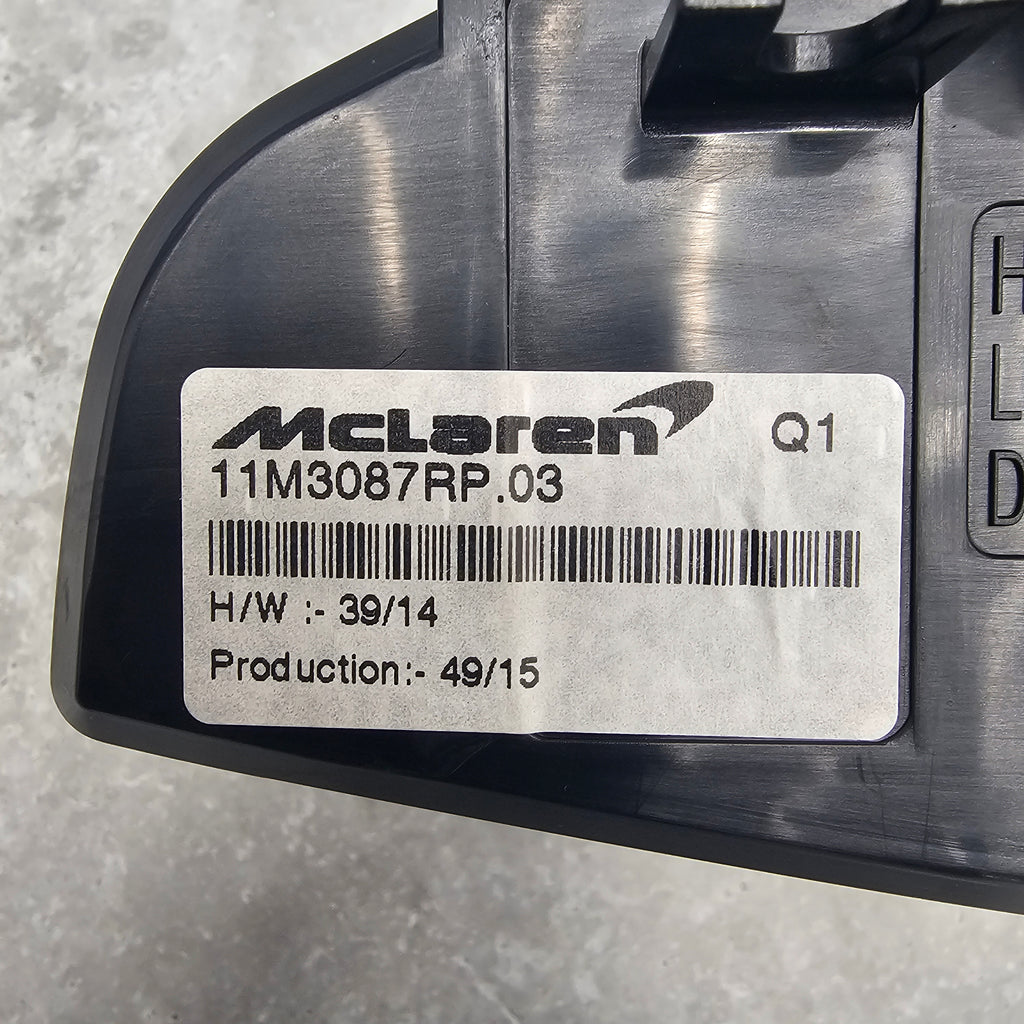 McLaren Q1
11M3087RP.03
H/W :- 39/14
Production:- 49/15
H
L
D